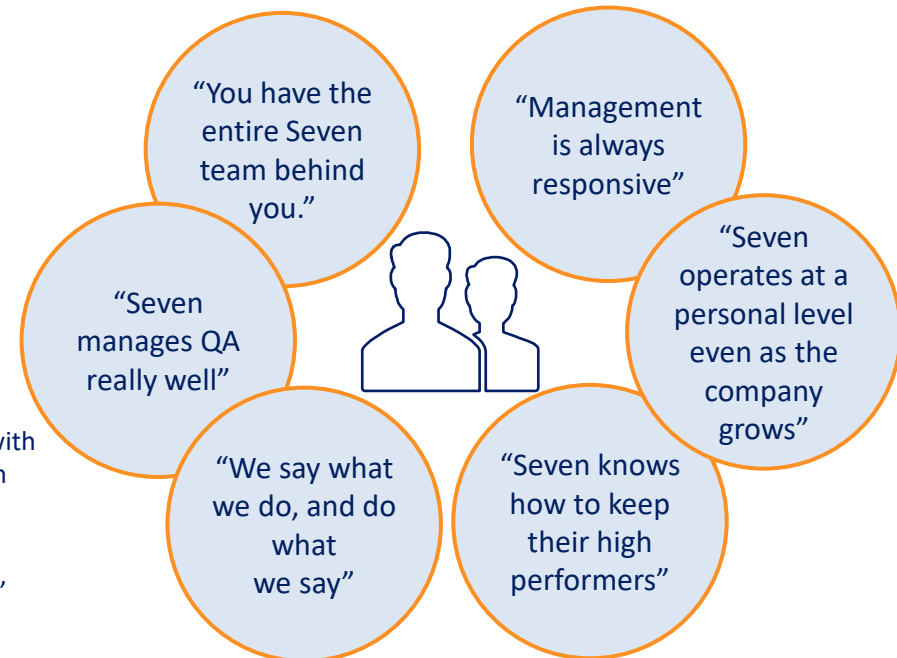 “You have the
entire Seven
team behind
you.”
“Management
is always
responsive”
“Seven
operates at a
personal level
even as the
company
grows”
“Seven
manages QA
really well”
“We say what
we do, and do
what
we say”
“Seven knows
how to keep
their high
performers”